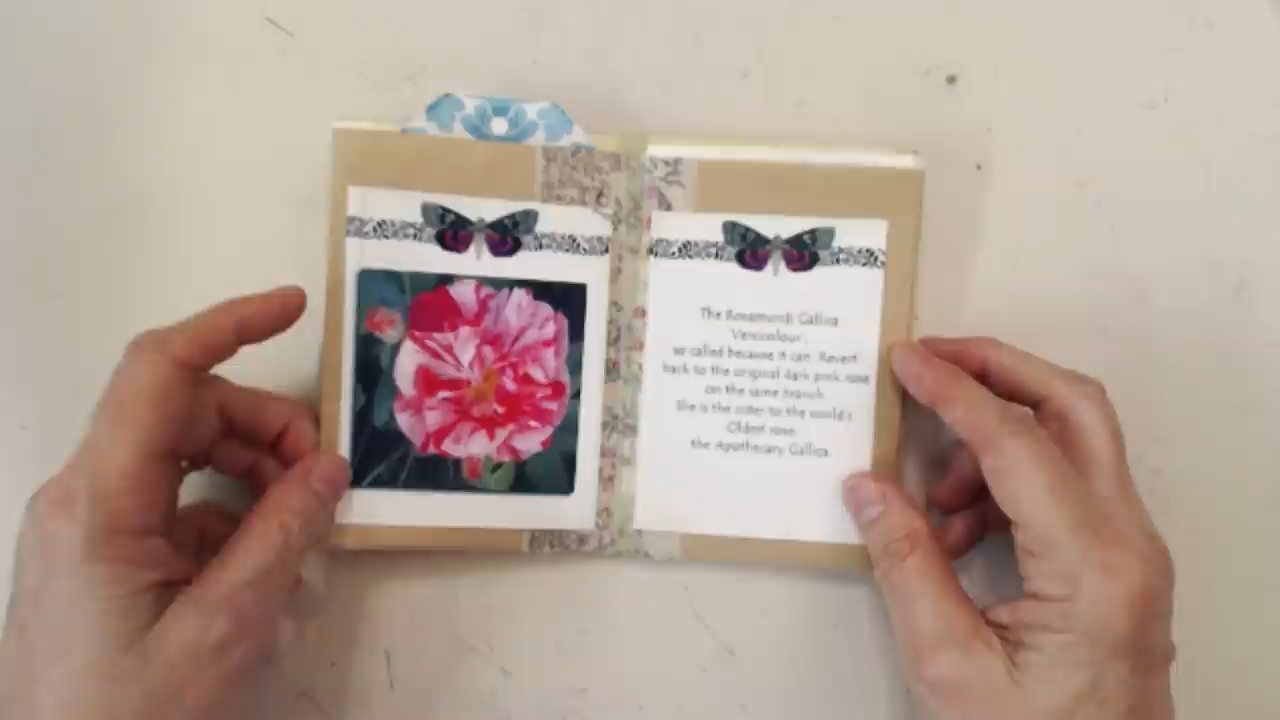 The Rosamundi Gallica
Versicolour,
so called because it can Revert
back to the original dark pink rose
on the same branch.
She is the sister to the world's
Oldest rose,
the Apothecary Gallica